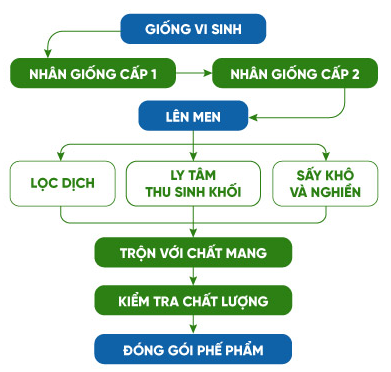 GIỐNG VI SINH
NHÂN GIỐNG CẤP 1
NHÂN GIỐNG CẤP 2
LÊN MEN
LỌC DỊCH
LY TÂM
THU SINH KHỐI
SẤY KHÔ
VÀ NGHIỀN
TRỘN VỚI CHẤT MANG
KIỂM TRA CHẤT LƯỢNG
ĐÓNG GÓI PHẾ PHẨM